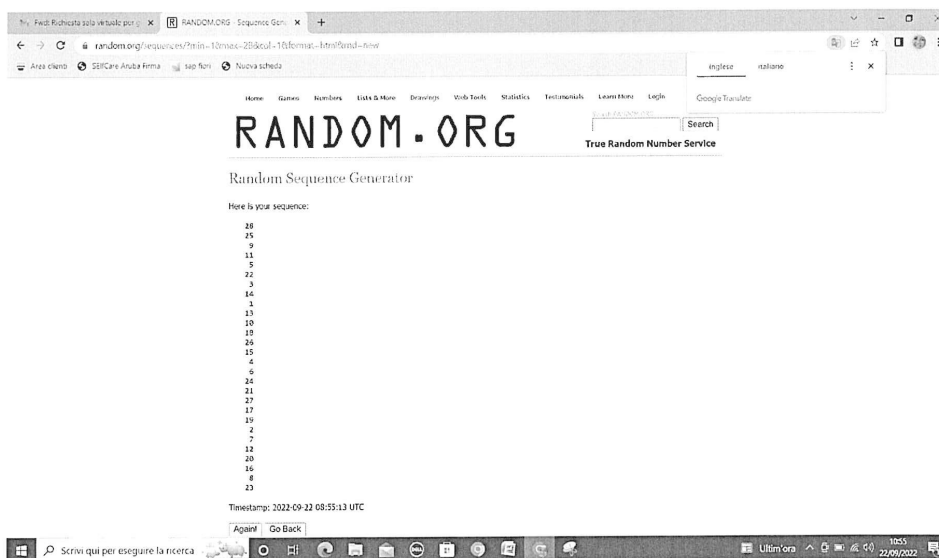 Fwd: Richiesta sala virtuale per g
RANDOM.ORG - Sequence Gen
random.org/sequences/?min=1&max=28&col=1&format=html&rnd=new
Area clienti SElfCare Aruba Firma sap fiori Nuova scheda
inglese italiano
Google Translate
Home Games Numbers Lists & More Drawings Web Tools Statistics Testimonials Learn More Login
RANDOM.ORG
Search
True Random Number Service
Random Sequence Generator
Here is your sequence:
28
25
9
11
5
22
3
14
1
13
10
18
26
15
4
6
24
21
27
17
19
2
7
12
20
16
8
23
Timestamp: 2022-09-22 08:55:13 UTC
Again! Go Back
Scrivi qui per eseguire la ricerca
Ultim'ora
10:55
22/09/2022